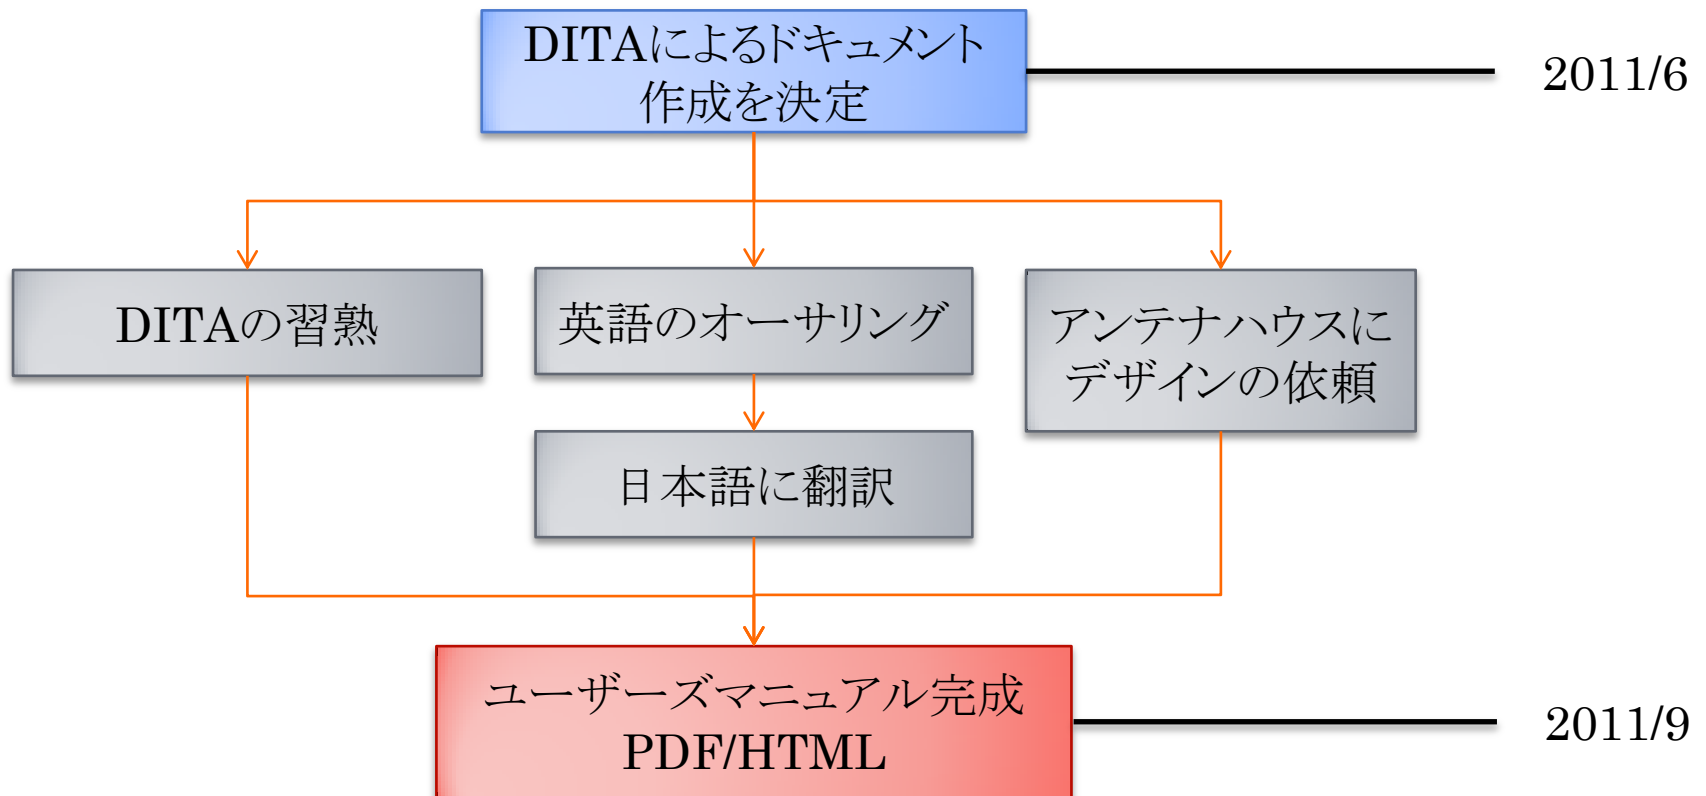 DITAによるドキュメント
作成を決定
2011/6
DITAの習熟
英語のオーサリング
アンテナハウスに
デザインの依頼
日本語に翻訳
ユーザーズマニュアル完成
PDF/HTML
2011/9